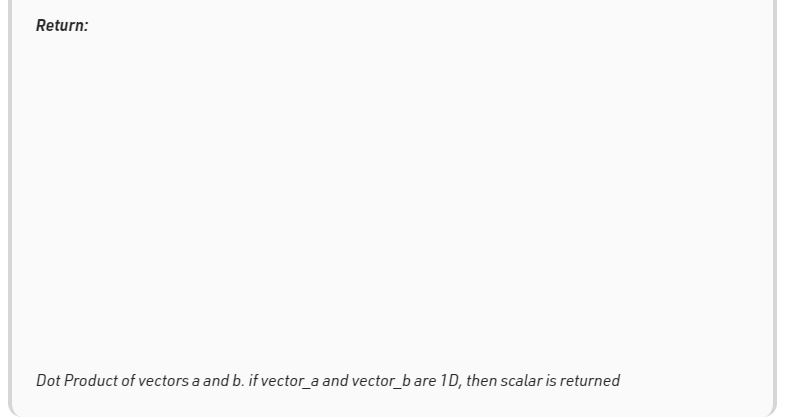 Return:
Dot Product of vectors a and b. if vector_a and vector_b are 1D, then scalar is returned